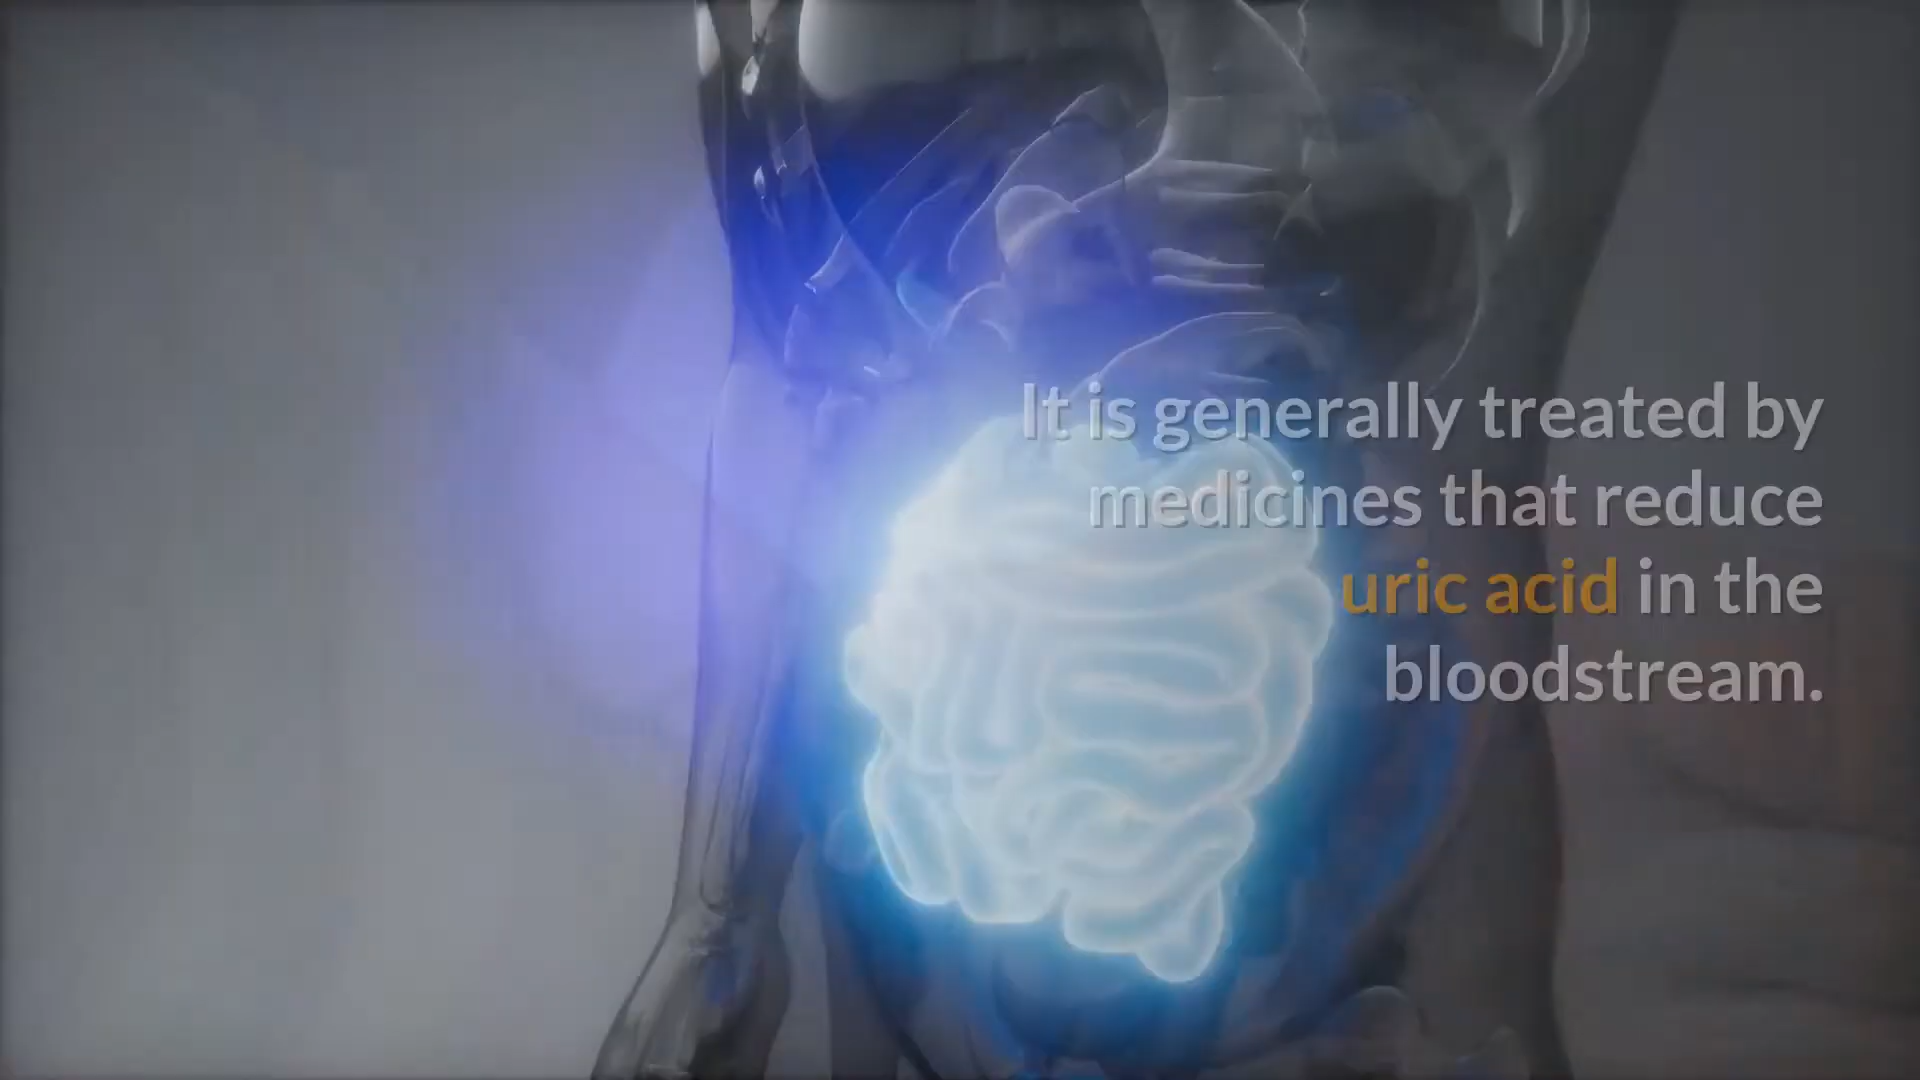 It is generally treated by
medicines that reduce
uric acid in the
bloodstream.